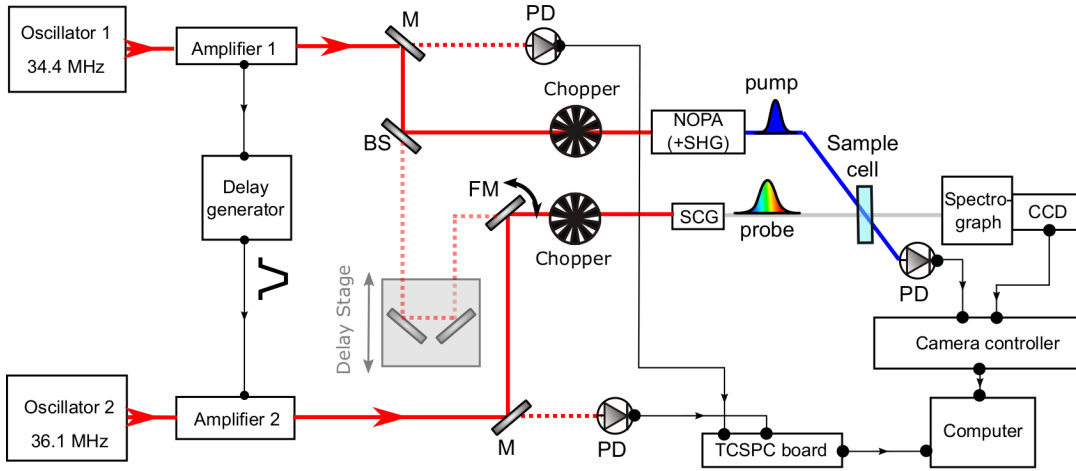 Oscillator 1
34.4 MHz
Amplifier 1
M
PD
Chopper
NOPA
(+SHG)
pump
BS
Sample
cell
Delay
generator
FM
Chopper
SCG
probe
Spectro-
graph
CCD
PD
Delay Stage
Camera controller
Oscillator 2
36.1 MHz
Amplifier 2
M
PD
TCSPC board
Computer